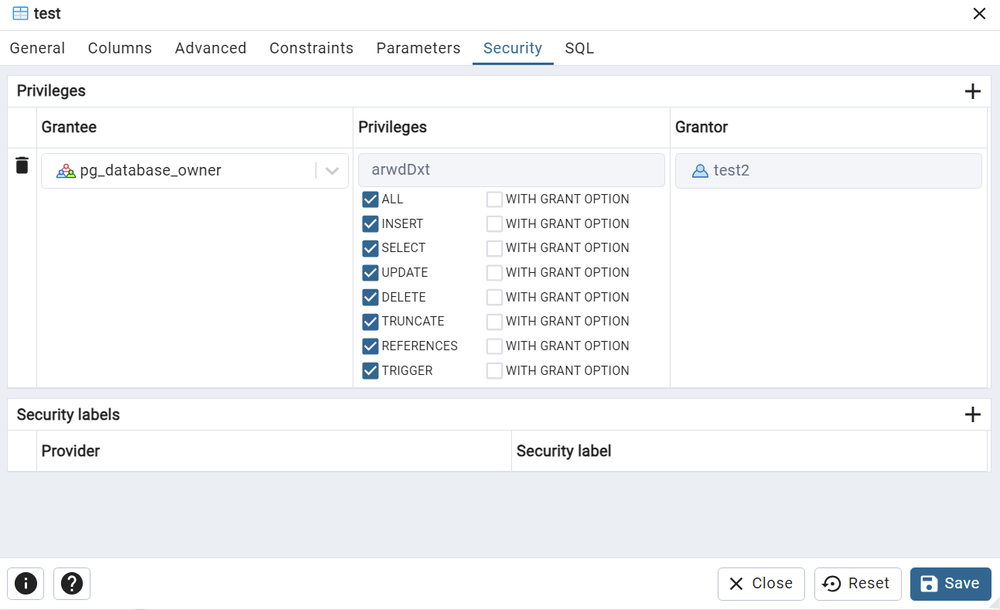 test
General Columns Advanced Constraints Parameters Security SQL
Privileges
Grantee Privileges Grantor
pg_database_owner arwdDxt test2
ALL WITH GRANT OPTION
INSERT WITH GRANT OPTION
SELECT WITH GRANT OPTION
UPDATE WITH GRANT OPTION
DELETE WITH GRANT OPTION
TRUNCATE WITH GRANT OPTION
REFERENCES WITH GRANT OPTION
TRIGGER WITH GRANT OPTION
Security labels
Provider Security label
Close Reset Save